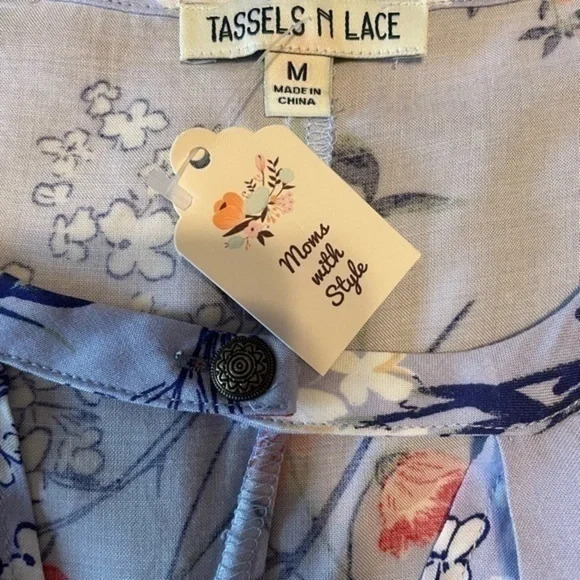 TASSELS N LACE
M
MADE IN
CHINA
Moms
with
Style